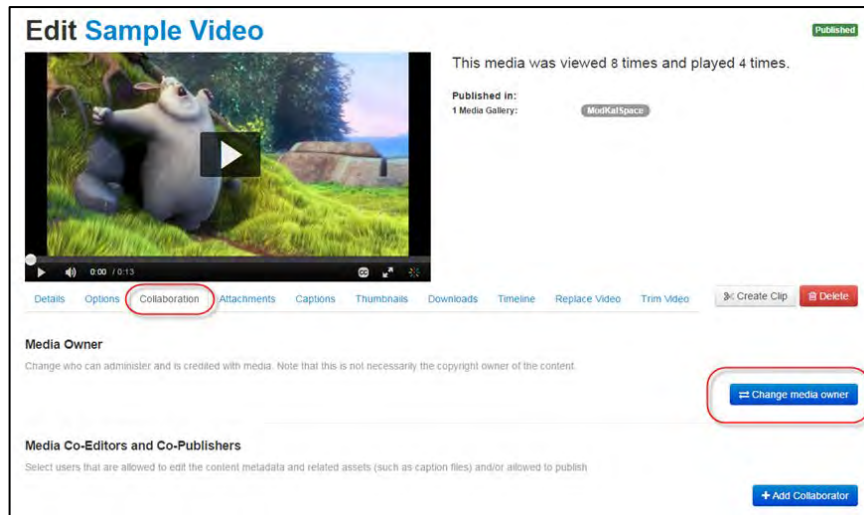 Edit Sample Video
Published
This media was viewed 8 times and played 4 times.
Published in:
1 Media Gallery: ModKalSpace
0:00 / 0:13
CC
Details Options Collaboration Attachments Captions Thumbnails Downloads Timeline Replace Video Trim Video Create Clip Delete
Media Owner
Change who can administer and is credited with media. Note that this is not necessarily the copyright owner of the content.
Change media owner
Media Co-Editors and Co-Publishers
Select users that are allowed to edit the content metadata and related assets (such as caption files) and/or allowed to publish
+ Add Collaborator